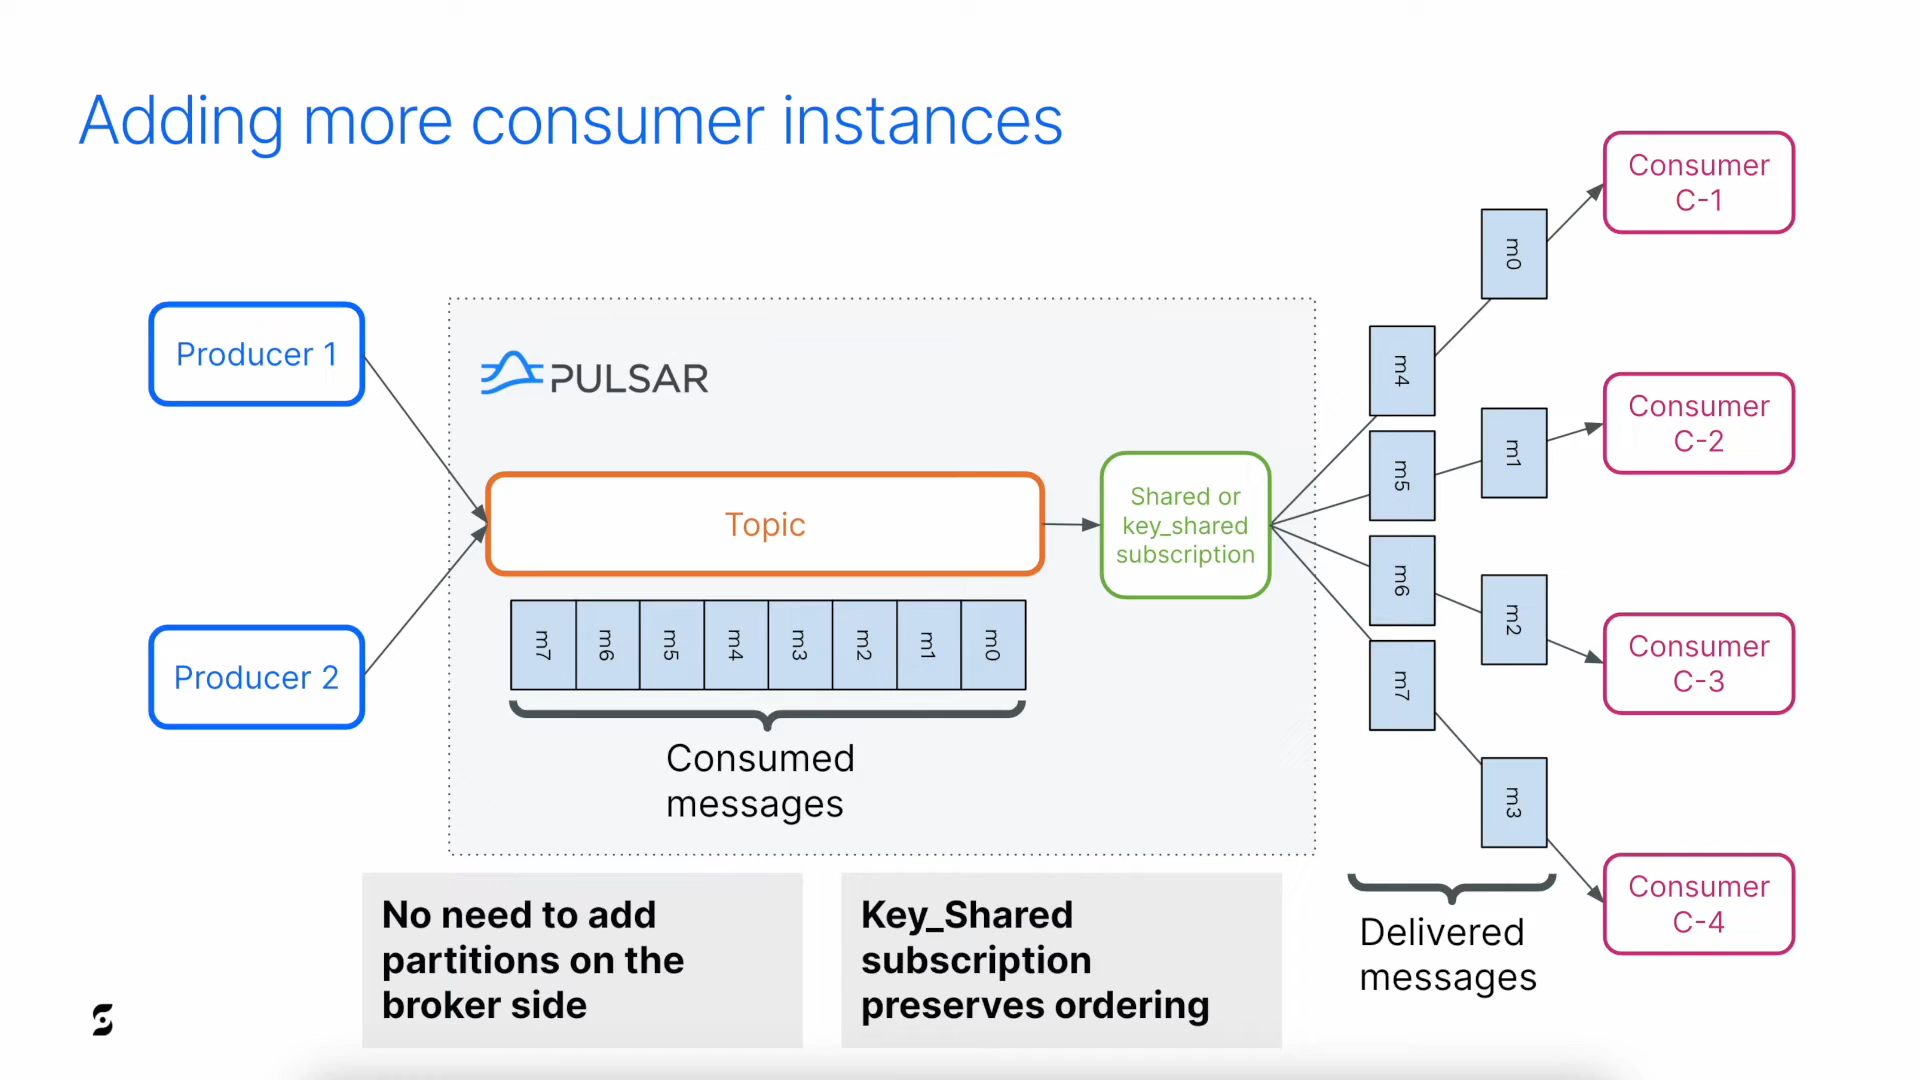 Adding more consumer instances
Producer 1
Producer 2
PULSAR
Topic
m7 m6 m5 m4 m3 m2 m1 m0
Consumed
messages
Shared or
key_shared
subscription
m4
m5
m6
m7
m0
m1
m2
m3
Delivered
messages
Consumer
C-1
Consumer
C-2
Consumer
C-3
Consumer
C-4
No need to add
partitions on the
broker side
Key_Shared
subscription
preserves ordering